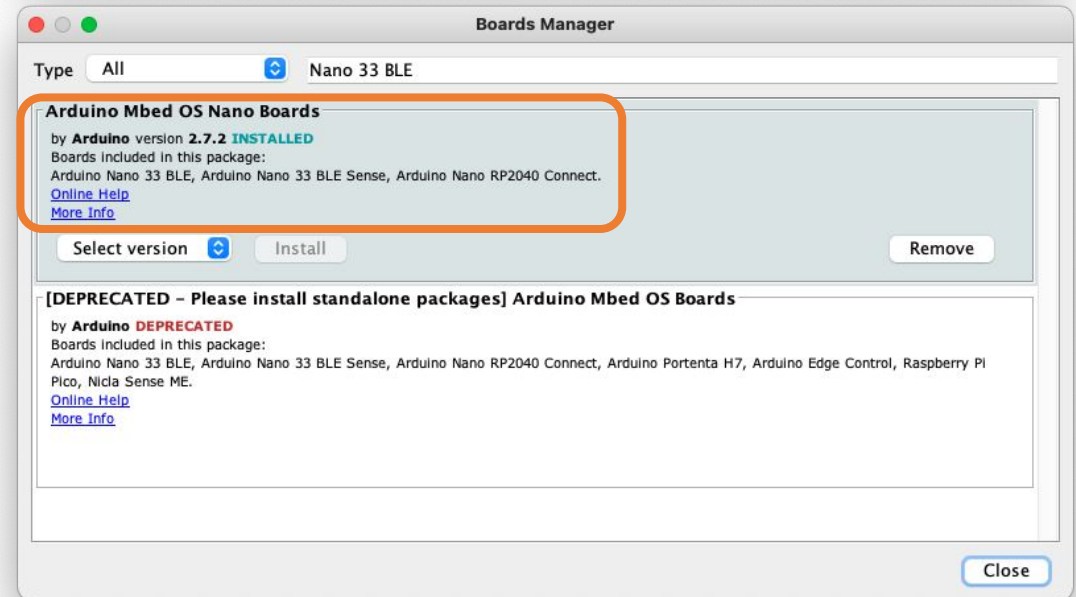 Boards Manager
Type All Nano 33 BLE
Arduino Mbed OS Nano Boards
by Arduino version 2.7.2 INSTALLED
Boards included in this package:
Arduino Nano 33 BLE, Arduino Nano 33 BLE Sense, Arduino Nano RP2040 Connect.
Online Help
More Info
Select version Install Remove
[DEPRECATED – Please install standalone packages] Arduino Mbed OS Boards
by Arduino DEPRECATED
Boards included in this package:
Arduino Nano 33 BLE, Arduino Nano 33 BLE Sense, Arduino Nano RP2040 Connect, Arduino Portenta H7, Arduino Edge Control, Raspberry Pi
Pico, Nicla Sense ME.
Online Help
More Info
Close